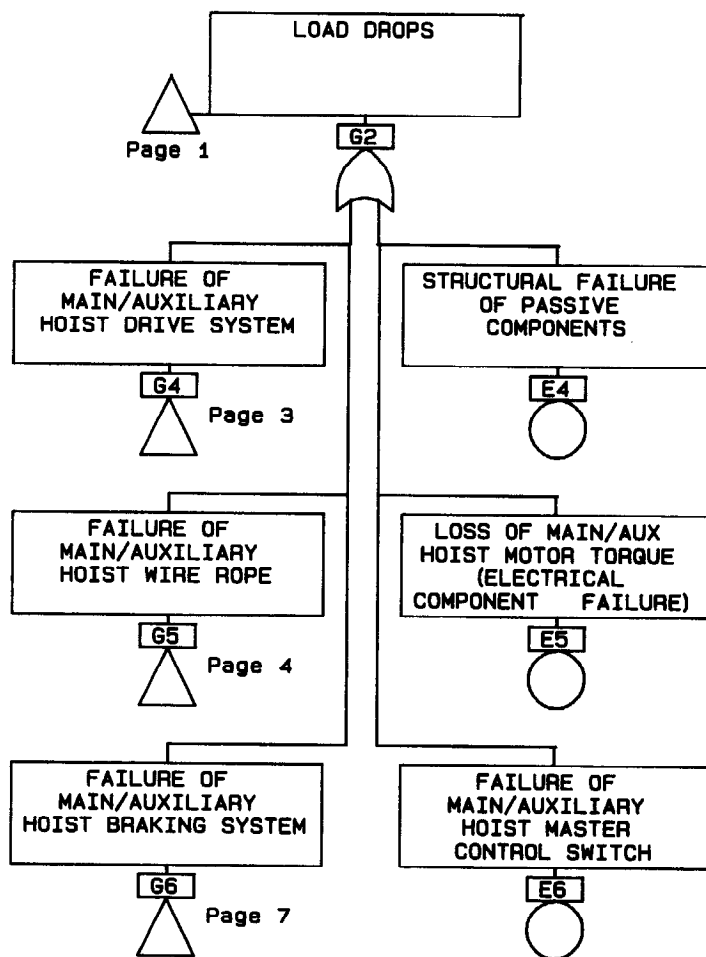 LOAD DROPS
Page 1
G2
FAILURE OF
MAIN/AUXILIARY
HOIST DRIVE SYSTEM
G4
Page 3
STRUCTURAL FAILURE
OF PASSIVE
COMPONENTS
E4
FAILURE OF
MAIN/AUXILIARY
HOIST WIRE ROPE
G5
Page 4
LOSS OF MAIN/AUX
HOIST MOTOR TORQUE
(ELECTRICAL
COMPONENT FAILURE)
E5
FAILURE OF
MAIN/AUXILIARY
HOIST BRAKING SYSTEM
G6
Page 7
FAILURE OF
MAIN/AUXILIARY
HOIST MASTER
CONTROL SWITCH
E6